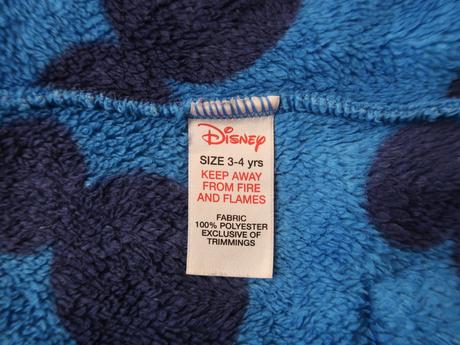 Disney
SIZE 3-4 yrs
KEEP AWAY
FROM FIRE
AND FLAMES
FABRIC
100% POLYESTER
EXCLUSIVE OF
TRIMMINGS